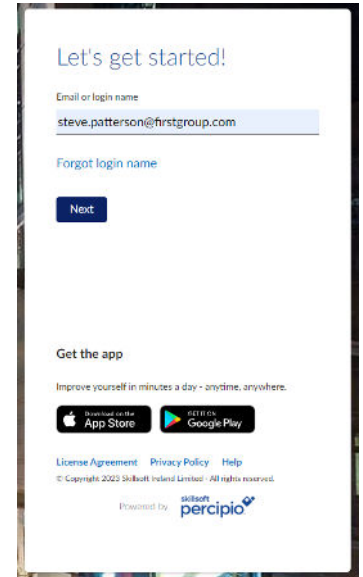 Let's get started!
Email or login name
steve.patterson@firstgroup.com
Forgot login name
Next
Get the app
Improve yourself in minutes a day - anytime, anywhere.
Download on the
App Store
GET IT ON
Google Play
License Agreement Privacy Policy Help
© Copyright 2023 Skillsoft Ireland Limited - All rights reserved.
Powered by skillsoft
percipio